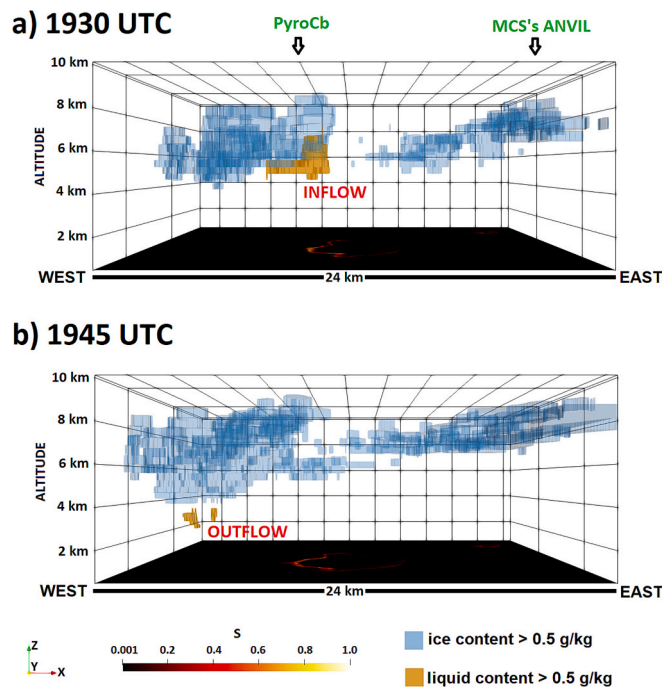 a) 1930 UTC
PyroCb
MCS's ANVIL
10 km
8 km
6 km
4 km
2 km
ALTITUDE
INFLOW
WEST
24 km
EAST
b) 1945 UTC
10 km
8 km
6 km
4 km
2 km
ALTITUDE
OUTFLOW
WEST
24 km
EAST
Z
Y
X
S
0.001 0.2 0.4 0.6 0.8 1.0
ice content > 0.5 g/kg
liquid content > 0.5 g/kg